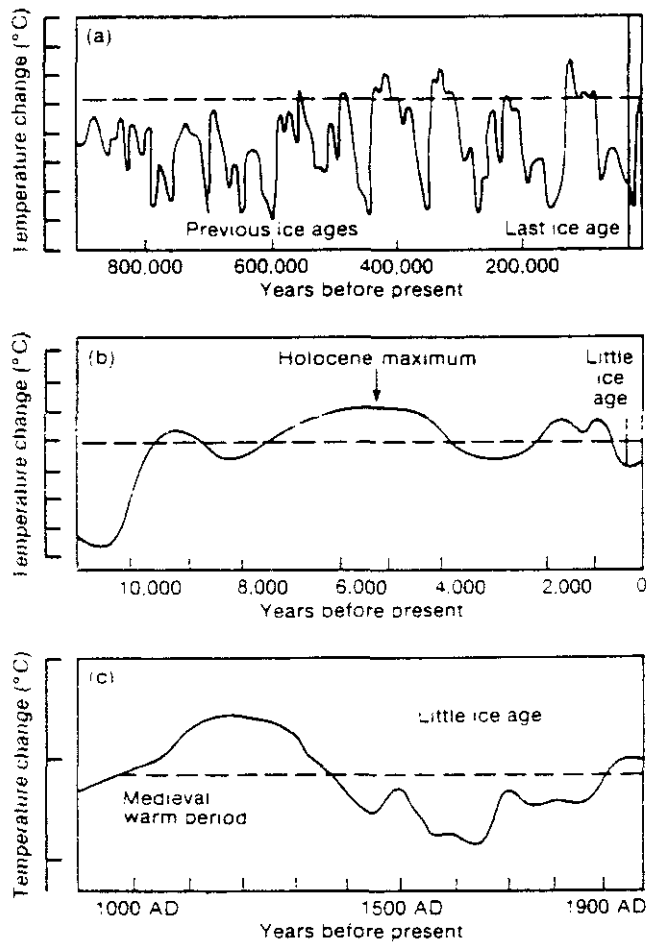 (a)
Temperature change (°C)
Previous ice ages
Last ice age
800,000 600,000 400,000 200,000
Years before present
(b)
Temperature change (°C)
Holocene maximum
Little
ice
age
10,000 8,000 6,000 4,000 2,000 0
Years before present
(c)
Temperature change (°C)
Little ice age
Medieval
warm period
1000 AD 1500 AD 1900 AD
Years before present